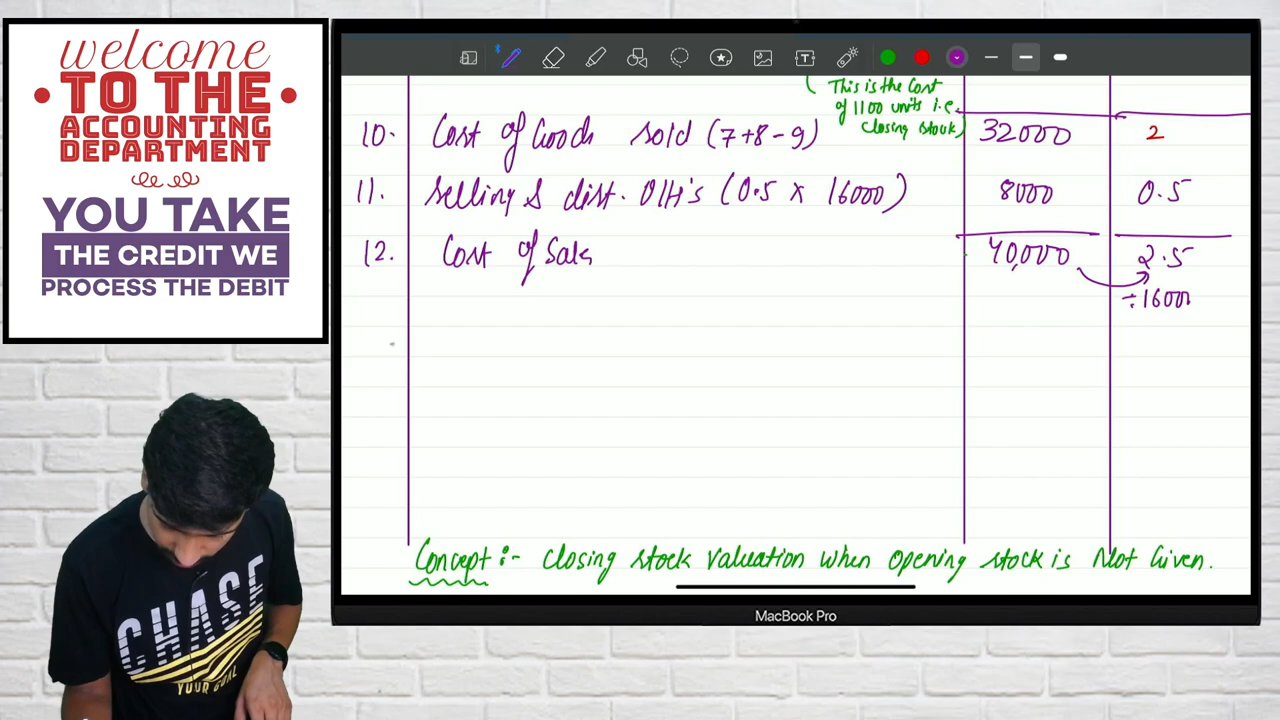 welcome
TO THE
ACCOUNTING
DEPARTMENT
YOU TAKE
THE CREDIT WE
PROCESS THE DEBIT
This is the Cost
of 1100 units i.e.
closing stock)
10. Cost of Goods sold (7+8-9) 32000 2
11. Selling & dist. O/H's (0.5 x 16000) 8000 0.5
12. Cost of Sales 40,000 2.5
÷16000
Concept :- Closing stock valuation when opening stock is Not Given.
MacBook Pro
CHASE
YOUR GOAL